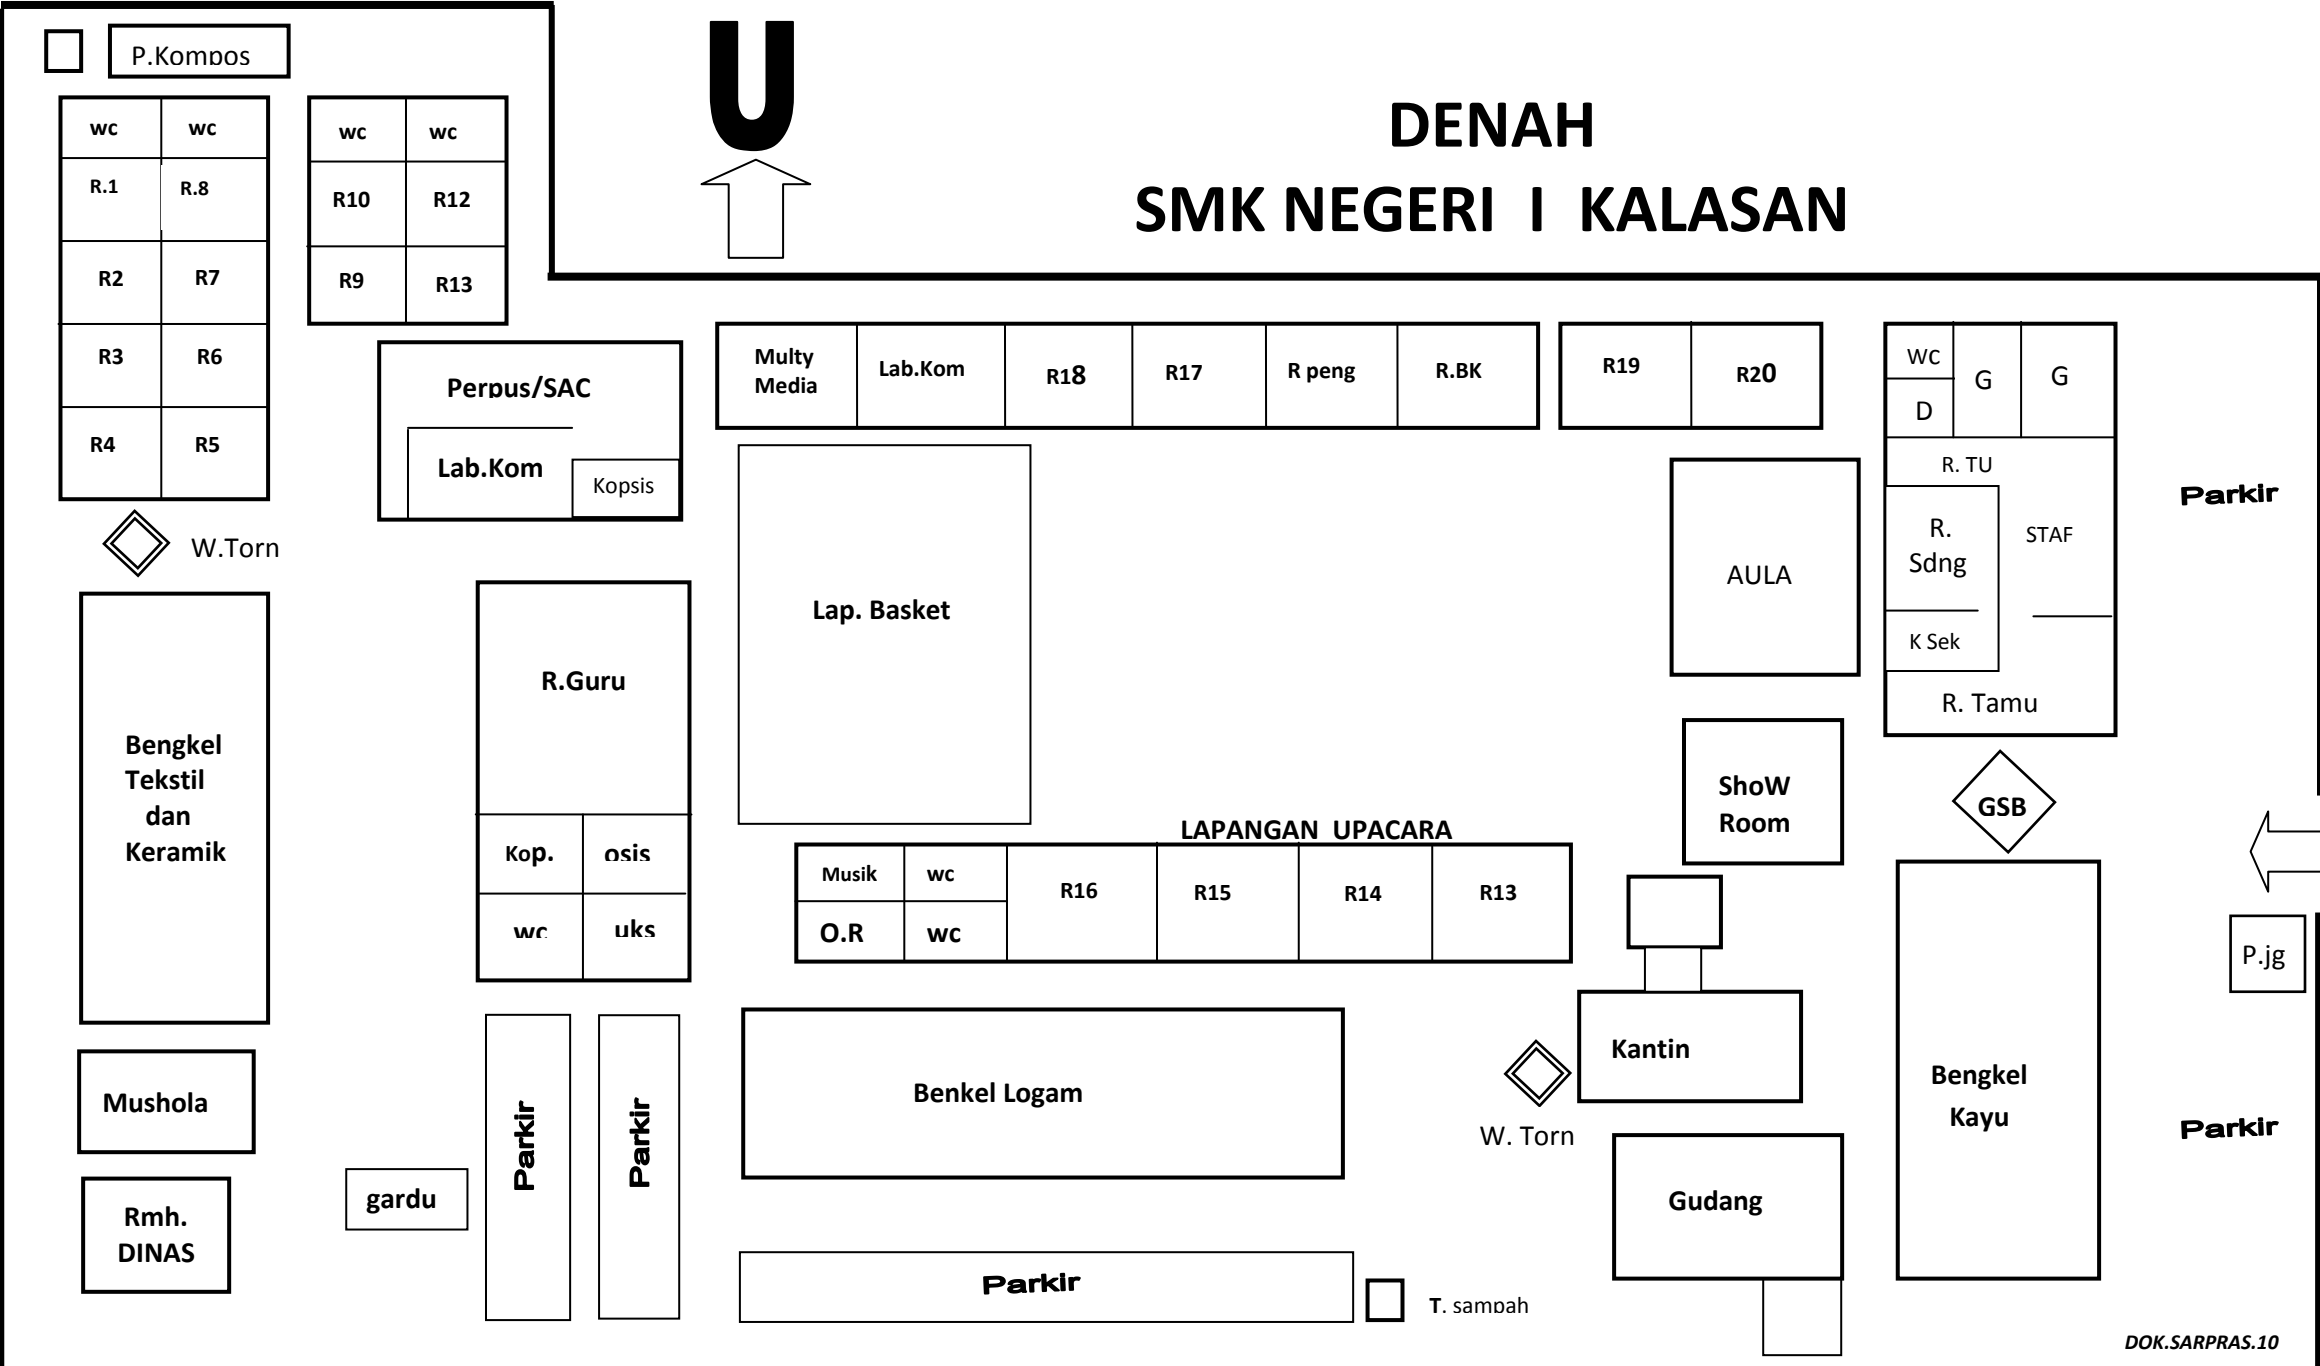 U
DENAH
SMK NEGERI I KALASAN
P.Kompos
wc
wc
R.1
R.8
R2
R7
R3
R6
R4
R5
wc
wc
R10
R12
R9
R13
Perpus/SAC
Lab.Kom
Kopsis
Multy
Media
Lab.Kom
R18
R17
R peng
R.BK
R19
R20
WC
D
G
G
R. TU
R.
Sdng
STAF
K Sek
R. Tamu
Parkir
W.Torn
Bengkel
Tekstil
dan
Keramik
R.Guru
Kop.
osis
wc
uks
Lap. Basket
AULA
ShoW
Room
GSB
LAPANGAN UPACARA
Musik
wc
O.R
wc
R16
R15
R14
R13
P.jg
Kantin
W. Torn
Bengkel
Kayu
Parkir
Benkel Logam
Mushola
Rmh.
DINAS
gardu
Parkir
Parkir
Gudang
Parkir
T. sampah
DOK.SARPRAS.10